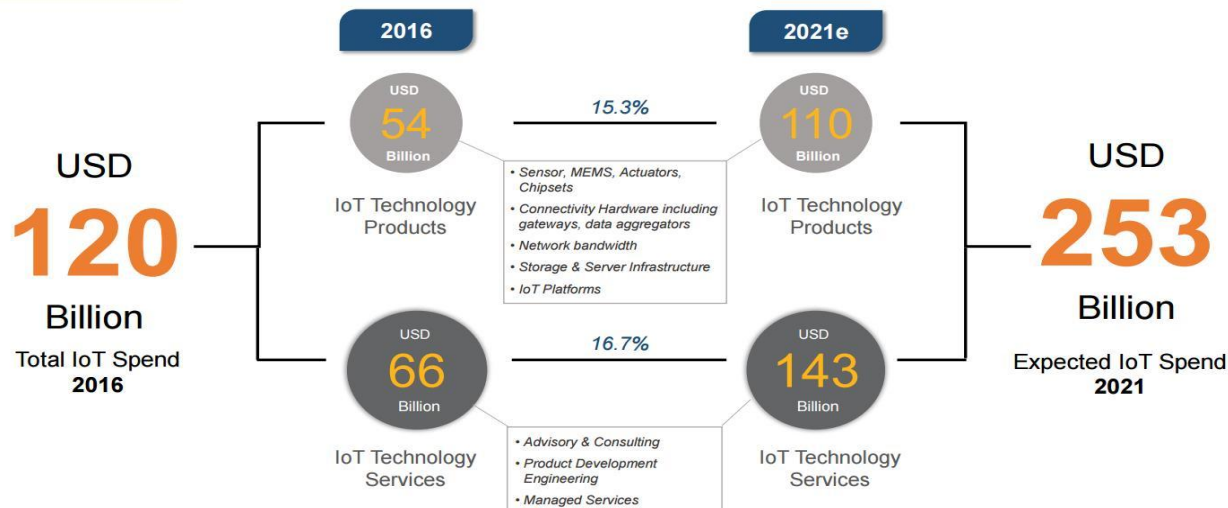 2016
2021e
USD
120
Billion
Total IoT Spend
2016
USD
54
Billion
IoT Technology
Products
15.3%
USD
110
Billion
IoT Technology
Products
• Sensor, MEMS, Actuators,
Chipsets
• Connectivity Hardware including
gateways, data aggregators
• Network bandwidth
• Storage & Server Infrastructure
• IoT Platforms
USD
66
Billion
IoT Technology
Services
16.7%
USD
143
Billion
IoT Technology
Services
• Advisory & Consulting
• Product Development
Engineering
• Managed Services
USD
253
Billion
Expected IoT Spend
2021